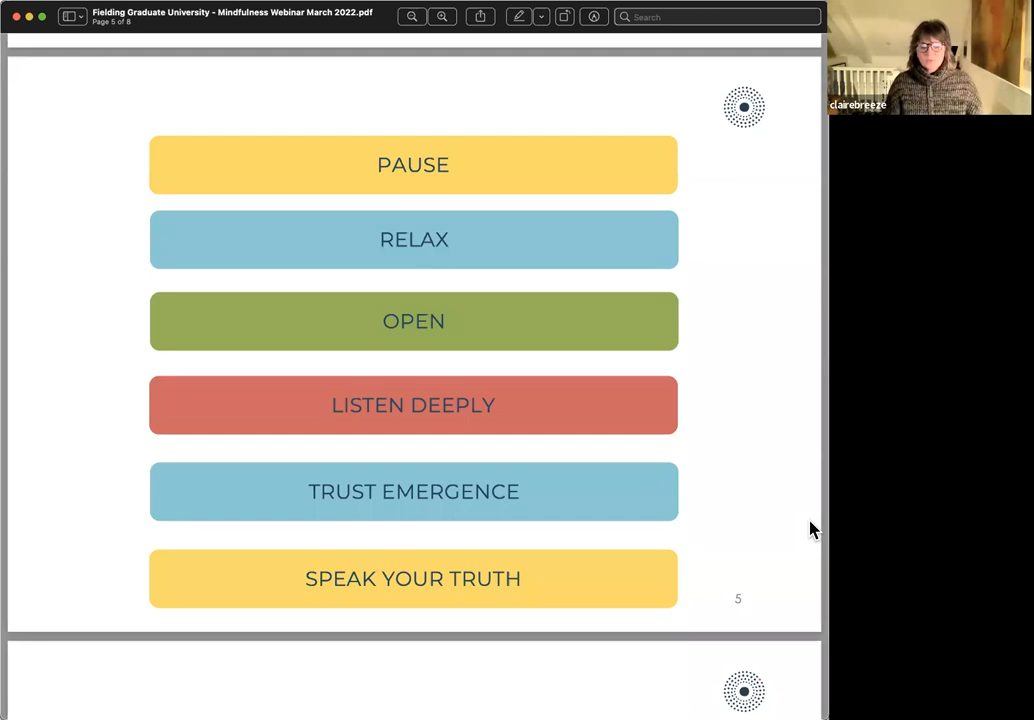 Fielding Graduate University - Mindfulness Webinar March 2022.pdf
Page 5 of 8
Search
clairebreeze
PAUSE
RELAX
OPEN
LISTEN DEEPLY
TRUST EMERGENCE
SPEAK YOUR TRUTH
5